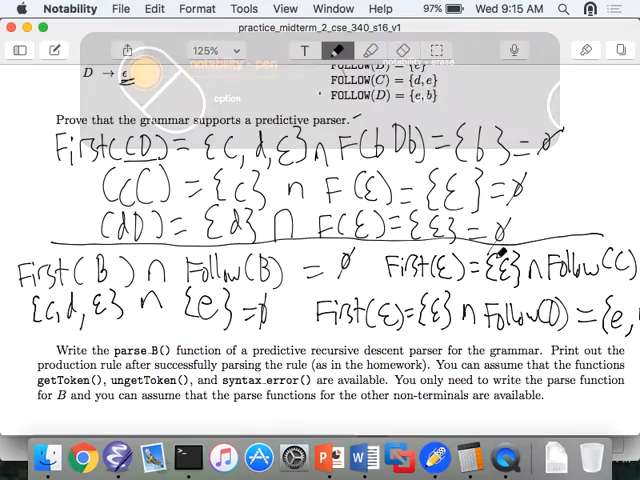 Notability File Edit Format View Window Help 97% Wed 9:15 AM
practice_midterm_2_cse_340_s16_v1
125%
T
notability - pen
notability - erase
option
D → ε
FOLLOW(D) = {e}
FOLLOW(C) = {d, e}
FOLLOW(D) = {e, b}
Prove that the grammar supports a predictive parser.
First(CD) = {c, d, ε} ∩ F(bDb) = {b} = ∅
(cC) = {c} ∩ F(ε) = {ε} = ∅
(dD) = {d} ∩ F(ε) = {ε} = ∅
First(B) ∩ Follow(B) = ∅ First(ε) = {ε} ∩ Follow(C)
{c, d, ε} ∩ {e} = ∅ First(ε) = {ε} ∩ Follow(D) = {e,
Write the parse_B() function of a predictive recursive descent parser for the grammar. Print out the
production rule after successfully parsing the rule (as in the homework). You can assume that the functions
getToken(), ungetToken(), and syntax_error() are available. You only need to write the parse function
for B and you can assume that the parse functions for the other non-terminals are available.